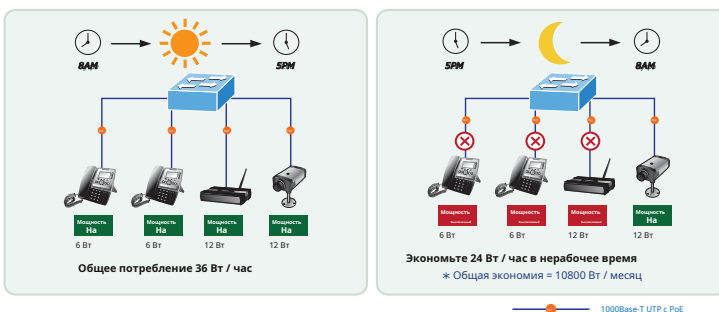 8AM
5PM
Мощность
На
Мощность
На
Мощность
На
Мощность
На
6 Вт
6 Вт
12 Вт
12 Вт
Общее потребление 36 Вт / час
5PM
8AM
Мощность
Мощность
Мощность
Мощность
На
6 Вт
6 Вт
12 Вт
12 Вт
Экономьте 24 Вт / час в нерабочее время
∗ Общая экономия = 10800 Вт / месяц
1000Base-T UTP с PoE